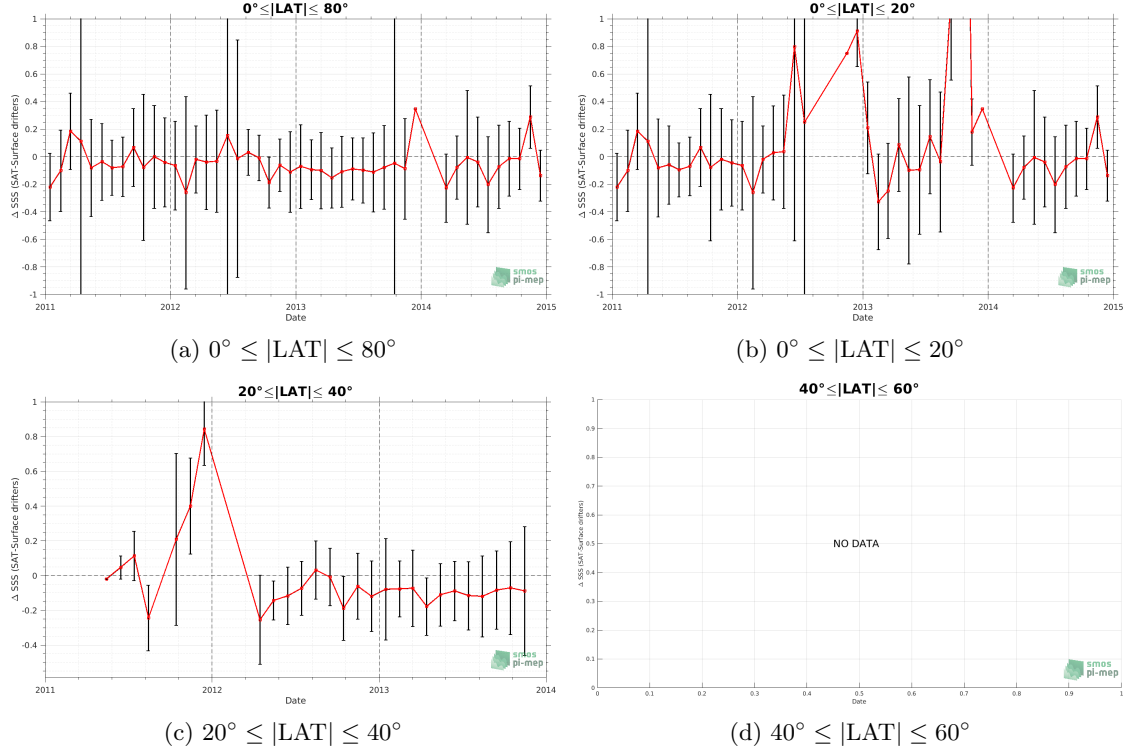 0°≤|LAT|≤ 80°
1
0.8
0.6
0.4
0.2
0
-0.2
-0.4
-0.6
-0.8
-1
Δ SSS (SAT-Surface drifters)
2011
2012
2013
2014
2015
Date
smos
pi-mep
(a) 0° ≤ |LAT| ≤ 80°
0°≤|LAT|≤ 20°
1
0.8
0.6
0.4
0.2
0
-0.2
-0.4
-0.6
-0.8
-1
Δ SSS (SAT-Surface drifters)
2011
2012
2013
2014
2015
Date
smos
pi-mep
(b) 0° ≤ |LAT| ≤ 20°
20°≤|LAT|≤ 40°
1
0.8
0.6
0.4
0.2
0
-0.2
-0.4
Δ SSS (SAT-Surface drifters)
2011
2012
2013
2014
Date
smos
pi-mep
(c) 20° ≤ |LAT| ≤ 40°
40°≤|LAT|≤ 60°
1
0.9
0.8
0.7
0.6
0.5
0.4
0.3
0.2
0.1
0
Δ SSS (SAT-Surface drifters)
NO DATA
0
0.1
0.2
0.3
0.4
0.5
0.6
0.7
0.8
0.9
1
Date
smos
pi-mep
(d) 40° ≤ |LAT| ≤ 60°